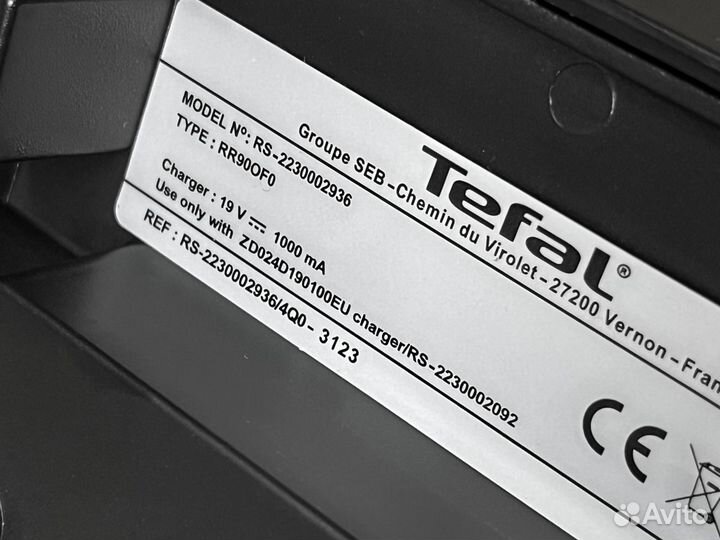 Tefal®
Groupe SEB – Chemin du Virolet – 27200 Vernon – Fran
MODEL Nº: RS-2230002936
TYPE : RR90OF0
Charger : 19 V ⎓ 1000 mA
Use only with ZD024D190100EU charger/RS-2230002092
REF : RS-2230002936/4Q0 - 3123
CE
Avito